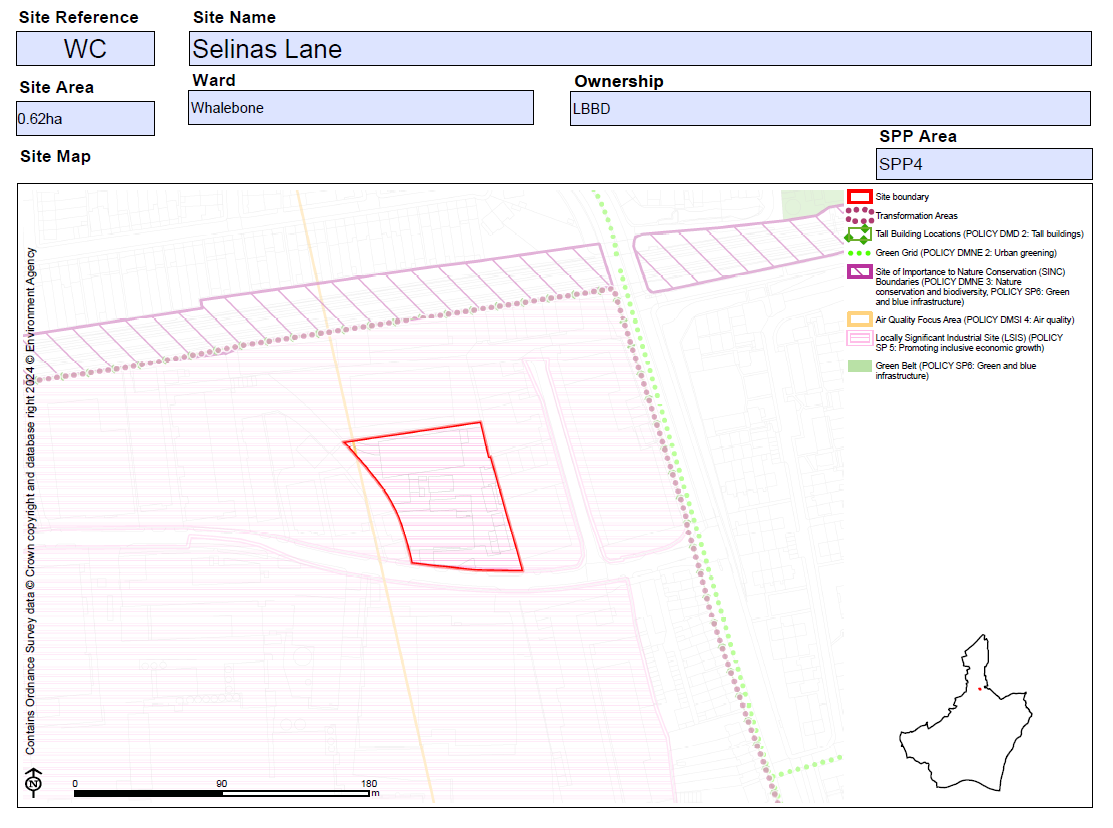 Site Reference
Site Name
WC
Selinas Lane
Site Area
Ward
Ownership
0.62ha
Whalebone
LBBD
SPP Area
Site Map
SPP4
Site boundary
Transformation Areas
Tall Building Locations (POLICY DMD 2: Tall buildings)
Green Grid (POLICY DMNE 2: Urban greening)
Site of Importance to Nature Conservation (SINC)
Boundaries (POLICY DMNE 3: Nature
conservation and biodiversity, POLICY SP6: Green
and blue infrastructure)
Air Quality Focus Area (POLICY DMSI 4: Air quality)
Locally Significant Industrial Site (LSIS) (POLICY
SP 5: Promoting inclusive economic growth)
Green Belt (POLICY SP6: Green and blue
infrastructure)
Contains Ordnance Survey data © Crown copyright and database right 2024 © Environment Agency
N
0 90 180
m